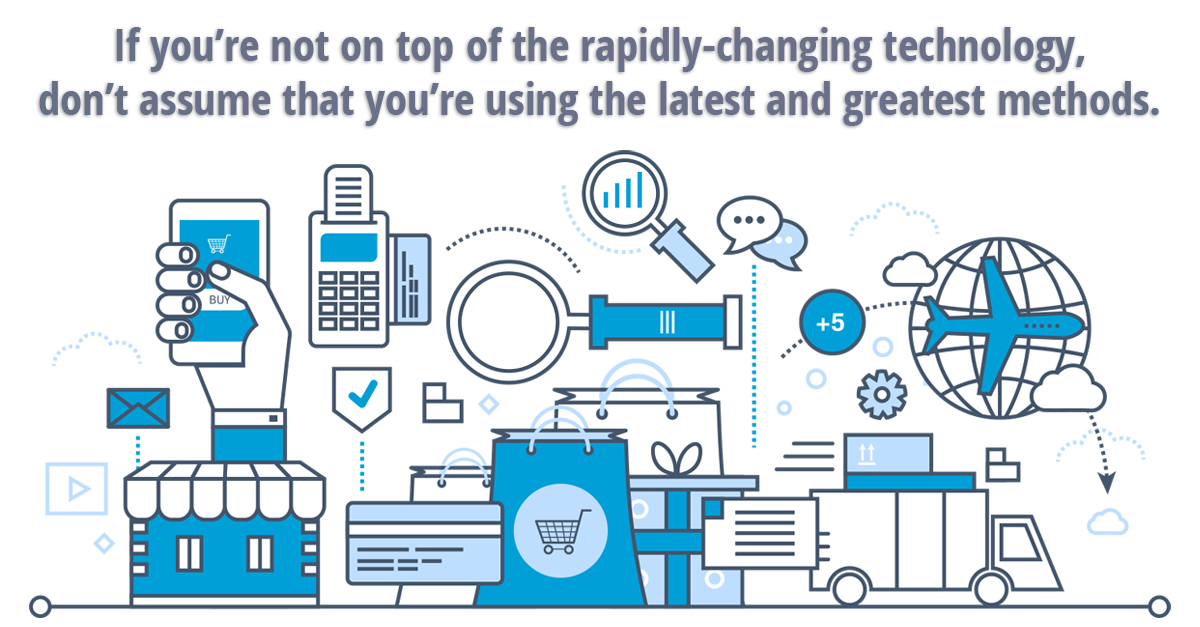 If you’re not on top of the rapidly-changing technology,
don’t assume that you’re using the latest and greatest methods.
+5
BUY